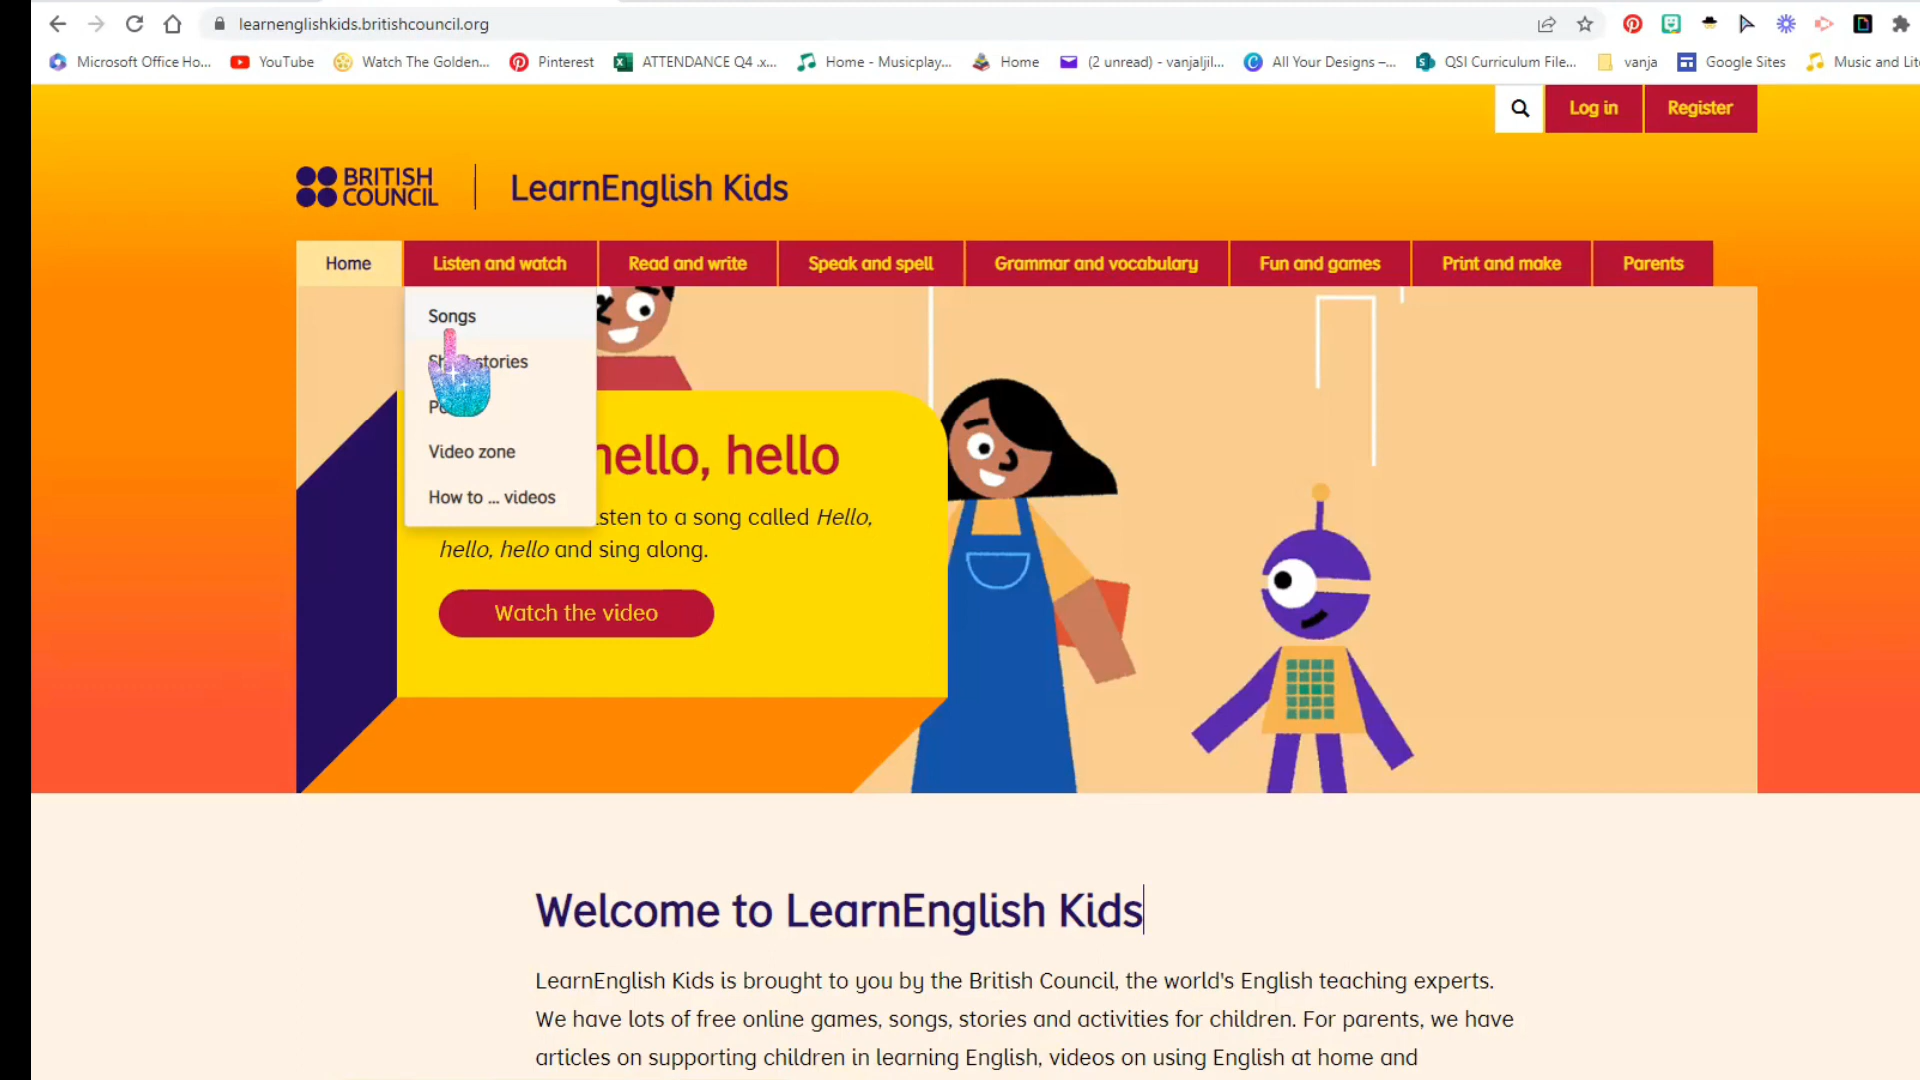 learnenglishkids.britishcouncil.org
Microsoft Office Ho... YouTube Watch The Golden... Pinterest ATTENDANCE Q4 .x... Home - Musicplay... Home (2 unread) - vanjaljil... All Your Designs –... QSI Curriculum File... vanja Google Sites Music and Lit
Log in Register
BRITISH
COUNCIL
LearnEnglish Kids
Home Listen and watch Read and write Speak and spell Grammar and vocabulary Fun and games Print and make Parents
Songs
stories
Video zone
How to ... videos
hello, hello
sten to a song called Hello,
hello, hello and sing along.
Watch the video
Welcome to LearnEnglish Kids
LearnEnglish Kids is brought to you by the British Council, the world's English teaching experts.
We have lots of free online games, songs, stories and activities for children. For parents, we have
articles on supporting children in learning English, videos on using English at home and